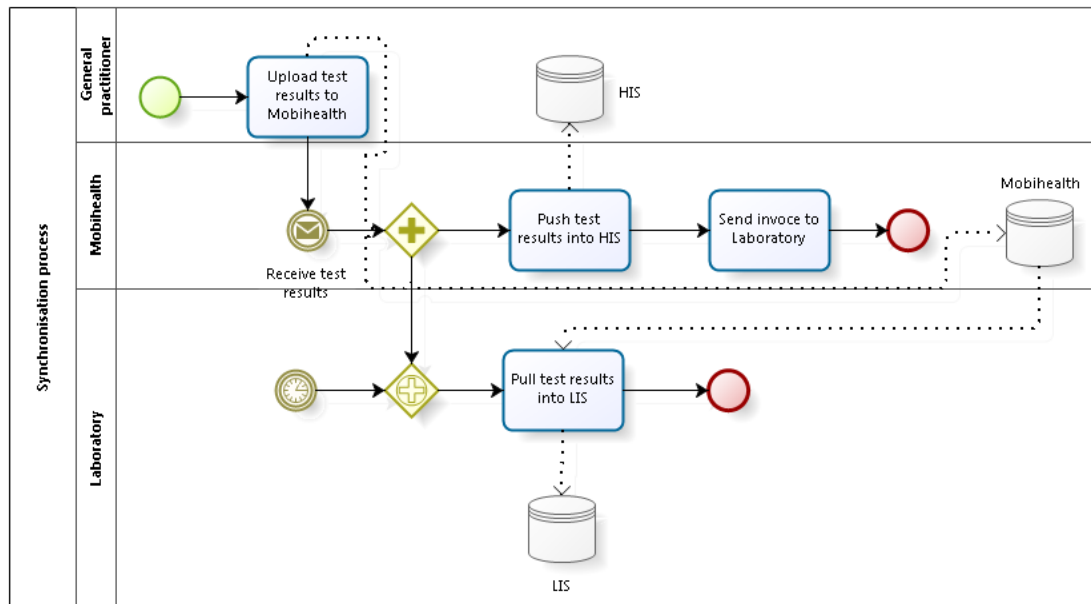 Synchronisation process
General
practitioner
Upload test
results to
Mobihealth
HIS
Mobihealth
Receive test
results
Push test
results into HIS
Send invoce to
Laboratory
Mobihealth
Laboratory
Pull test results
into LIS
LIS